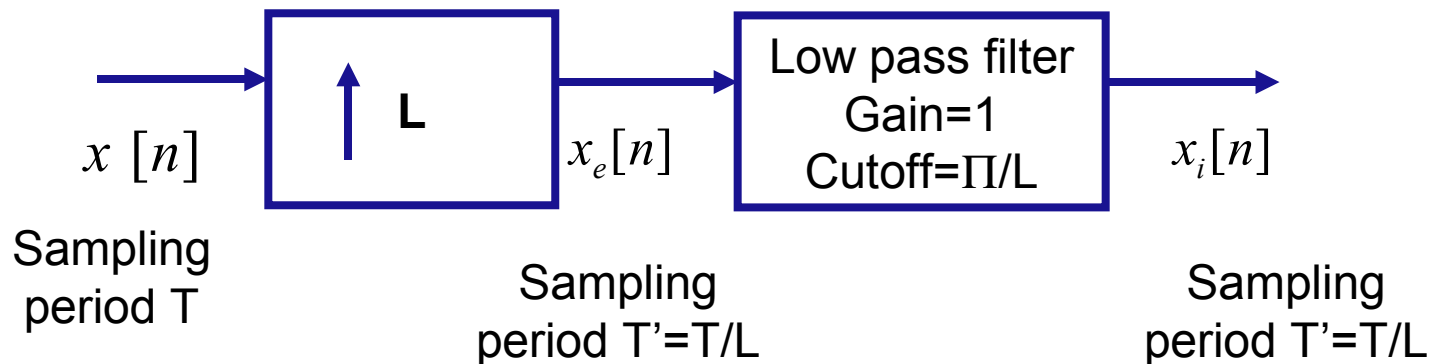 L
Low pass filter
Gain=1
Cutoff=Π/L
x [n]
xₑ[n]
xᵢ[n]
Sampling
period T
Sampling
period T’=T/L
Sampling
period T’=T/L